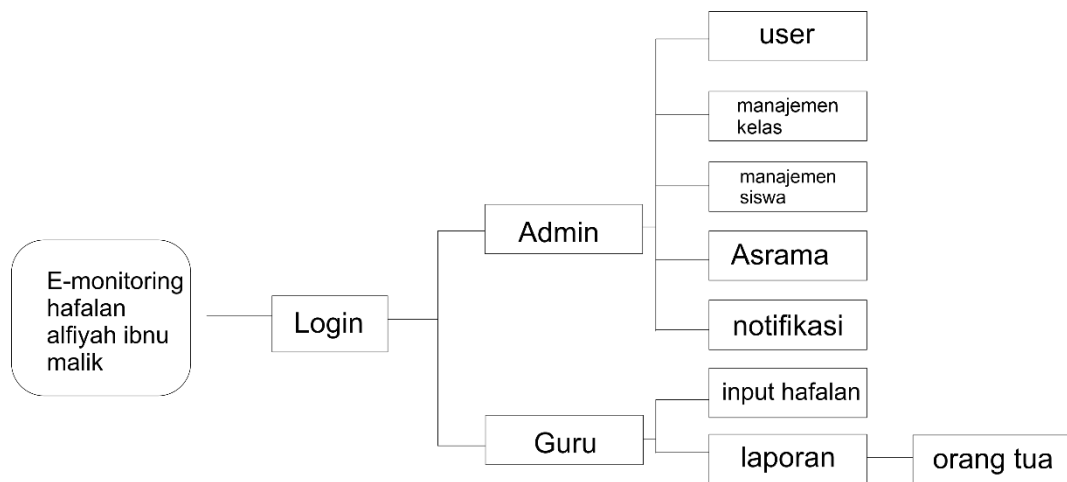 E-monitoring
hafalan
alfiyah ibnu
malik
Login
Admin
user
manajemen
kelas
manajemen
siswa
Asrama
notifikasi
Guru
input hafalan
laporan
orang tua